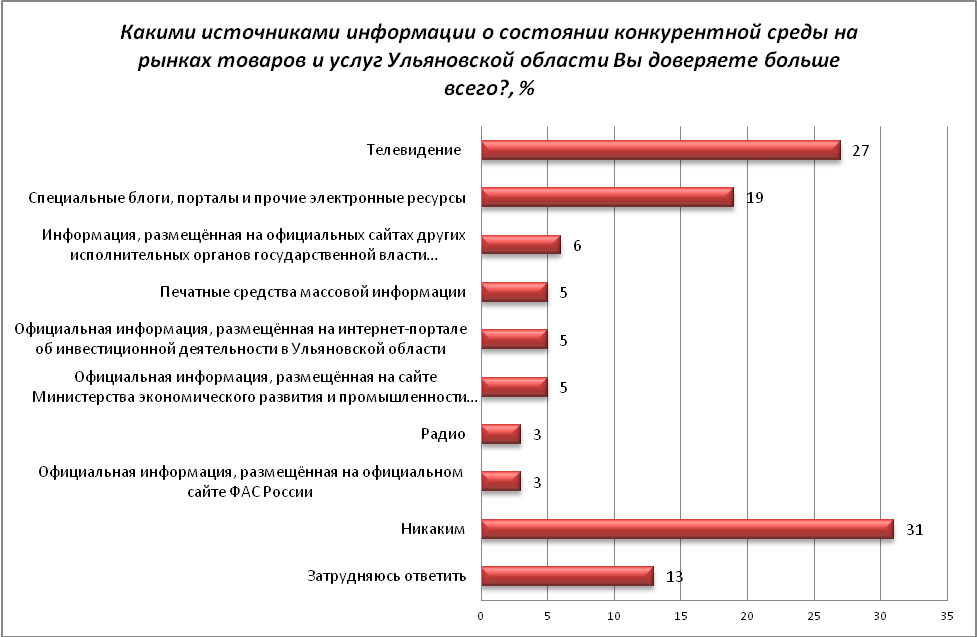 Какими источниками информации о состоянии конкурентной среды на
рынках товаров и услуг Ульяновской области Вы доверяете больше
всего?, %
Телевидение 27
Специальные блоги, порталы и прочие электронные ресурсы 19
Информация, размещённая на официальных сайтах других
исполнительных органов государственной власти... 6
Печатные средства массовой информации 5
Официальная информация, размещённая на интернет-портале
об инвестиционной деятельности в Ульяновской области 5
Официальная информация, размещённая на сайте
Министерства экономического развития и промышленности... 5
Радио 3
Официальная информация, размещённая на официальном
сайте ФАС России 3
Никаким 31
Затрудняюсь ответить 13
0 5 10 15 20 25 30 35